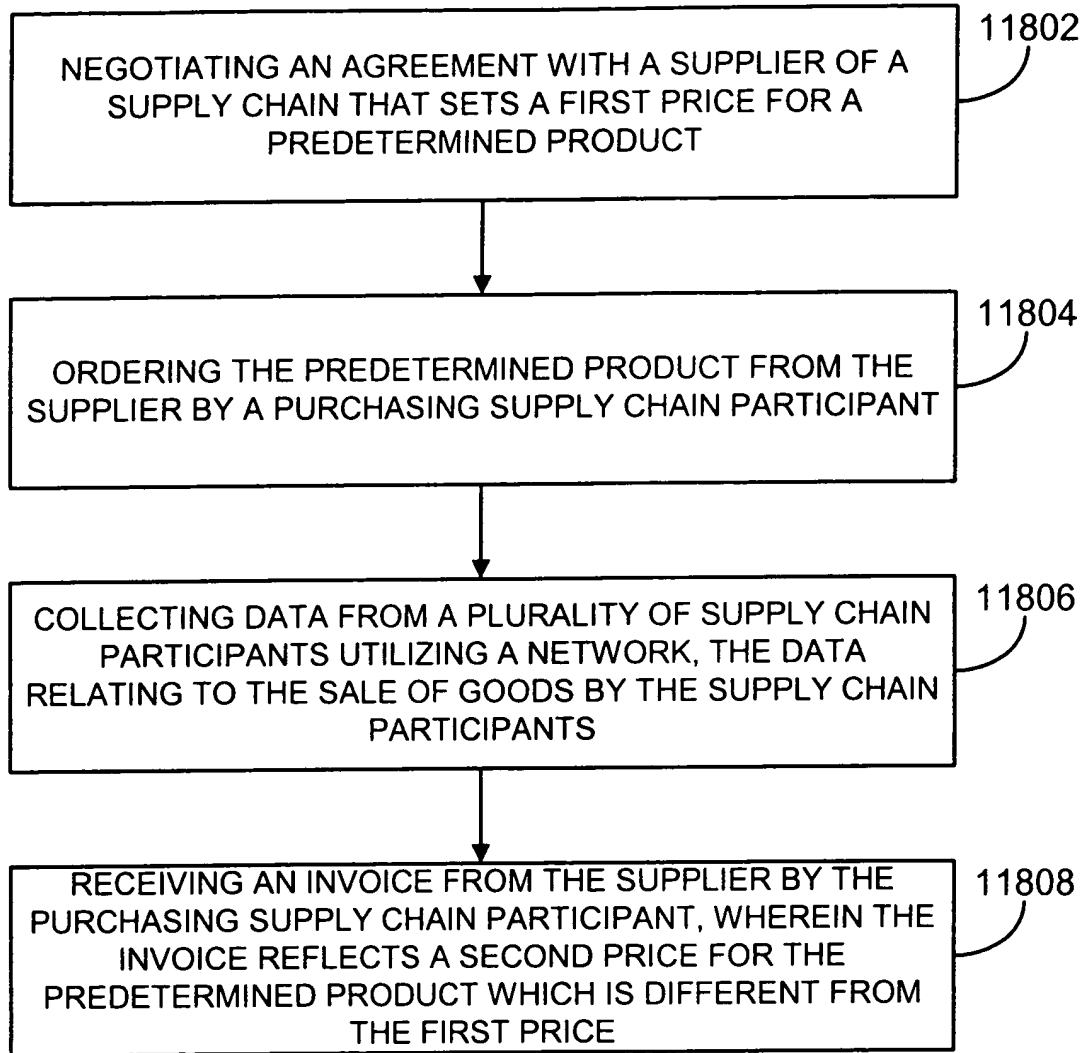 11802
NEGOTIATING AN AGREEMENT WITH A SUPPLIER OF A
SUPPLY CHAIN THAT SETS A FIRST PRICE FOR A
PREDETERMINED PRODUCT
11804
ORDERING THE PREDETERMINED PRODUCT FROM THE
SUPPLIER BY A PURCHASING SUPPLY CHAIN PARTICIPANT
11806
COLLECTING DATA FROM A PLURALITY OF SUPPLY CHAIN
PARTICIPANTS UTILIZING A NETWORK, THE DATA
RELATING TO THE SALE OF GOODS BY THE SUPPLY CHAIN
PARTICIPANTS
11808
RECEIVING AN INVOICE FROM THE SUPPLIER BY THE
PURCHASING SUPPLY CHAIN PARTICIPANT, WHEREIN THE
INVOICE REFLECTS A SECOND PRICE FOR THE
PREDETERMINED PRODUCT WHICH IS DIFFERENT FROM
THE FIRST PRICE